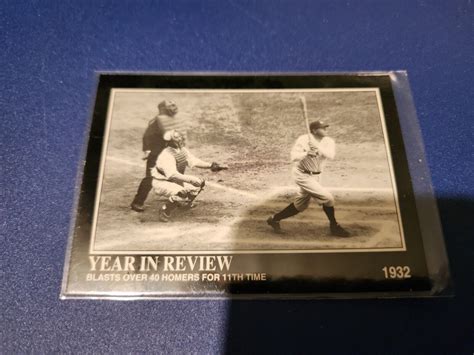 YEAR IN REVIEW
BLASTS OVER 40 HOMERS FOR 11TH TIME
1932